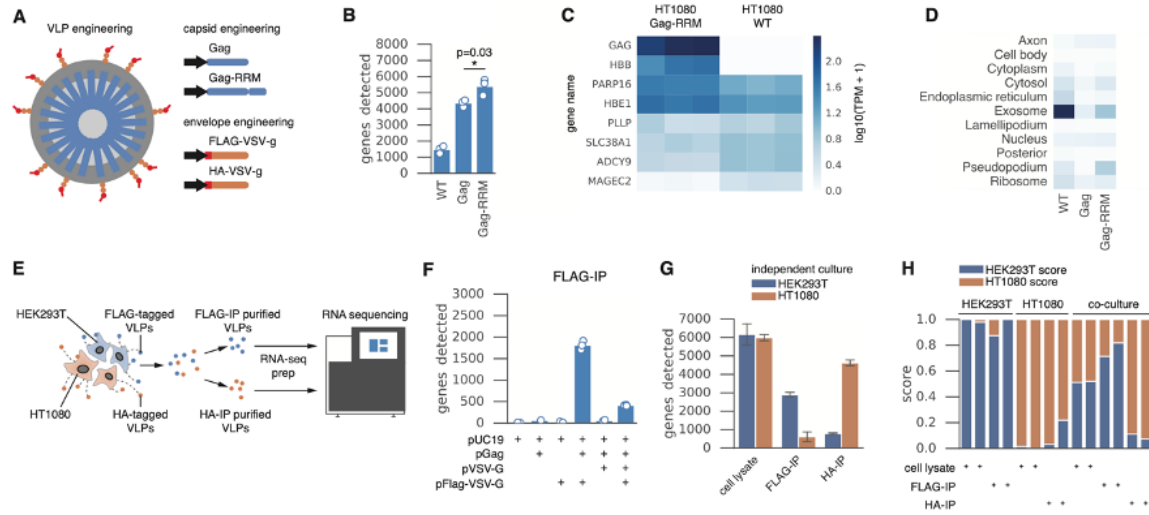 A
VLP engineering
capsid engineering
Gag
Gag-RRM
envelope engineering
FLAG-VSV-g
HA-VSV-g
B
genes detected
8000
7000
6000
5000
4000
3000
2000
1000
0
p=0.03
*
WT
Gag
Gag-RRM
C
HT1080
Gag-RRM
HT1080
WT
gene name
GAG
HBB
PARP16
HBE1
PLLP
SLC38A1
ADCY9
MAGEC2
2.0
1.5
1.0
0.5
0.0
log10(TPM + 1)
D
Axon
Cell body
Cytoplasm
Cytosol
Endoplasmic reticulum
Exosome
Lamellipodium
Nucleus
Posterior
Pseudopodium
Ribosome
WT
Gag
Gag-RRM
E
HEK293T
FLAG-tagged
VLPs
FLAG-IP purified
VLPs
RNA sequencing
RNA-seq
prep
HT1080
HA-tagged
VLPs
HA-IP purified
VLPs
F
FLAG-IP
genes detected
3000
2500
2000
1500
1000
500
0
pUC19 + + + + + +
pGag + + + +
pVSV-G + +
pFlag-VSV-G + + +
G
independent culture
HEK293T
HT1080
genes detected
7000
6000
5000
4000
3000
2000
1000
0
cell lysate
FLAG-IP
HA-IP
H
HEK293T score
HT1080 score
HEK293T HT1080 co-culture
score
1.0
0.8
0.6
0.4
0.2
0.0
cell lysate + + + + + +
FLAG-IP + + + +
HA-IP + + + +